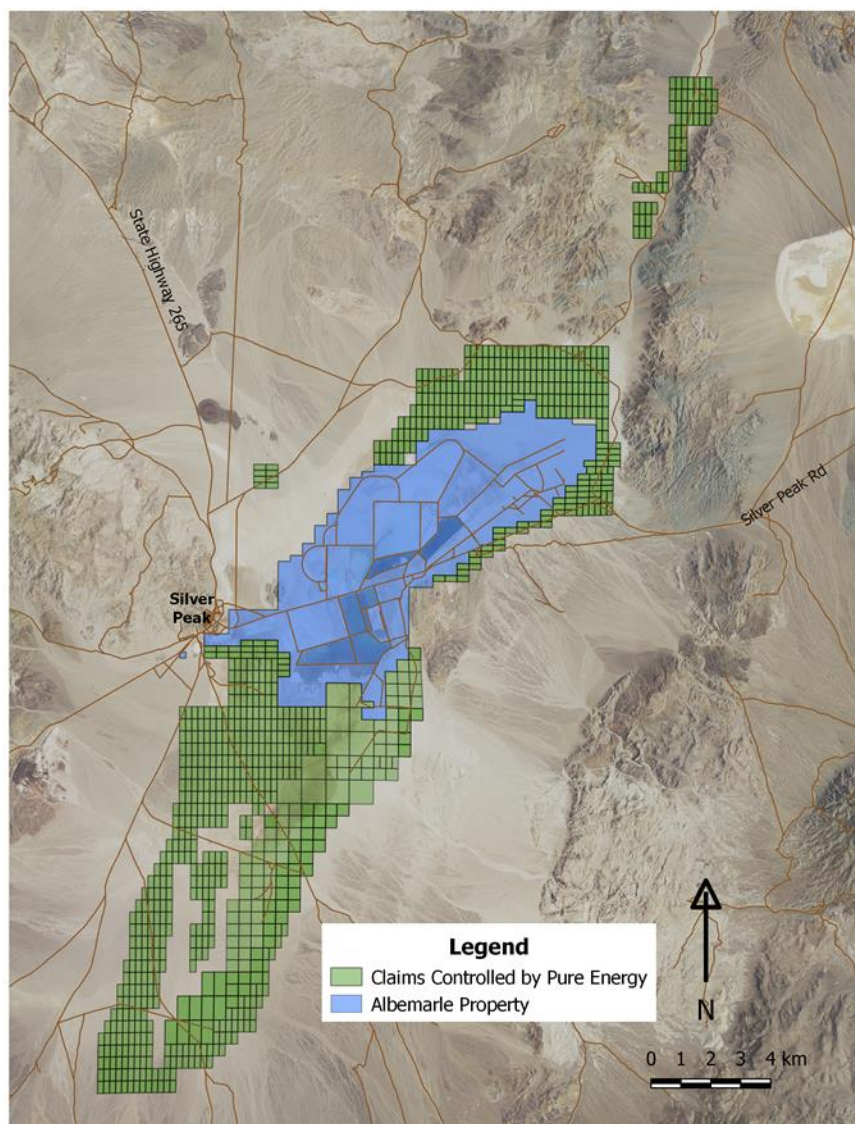 State Highway 265
Silver Peak Rd
Silver
Peak
Legend
Claims Controlled by Pure Energy
Albemarle Property
N
0 1 2 3 4 km